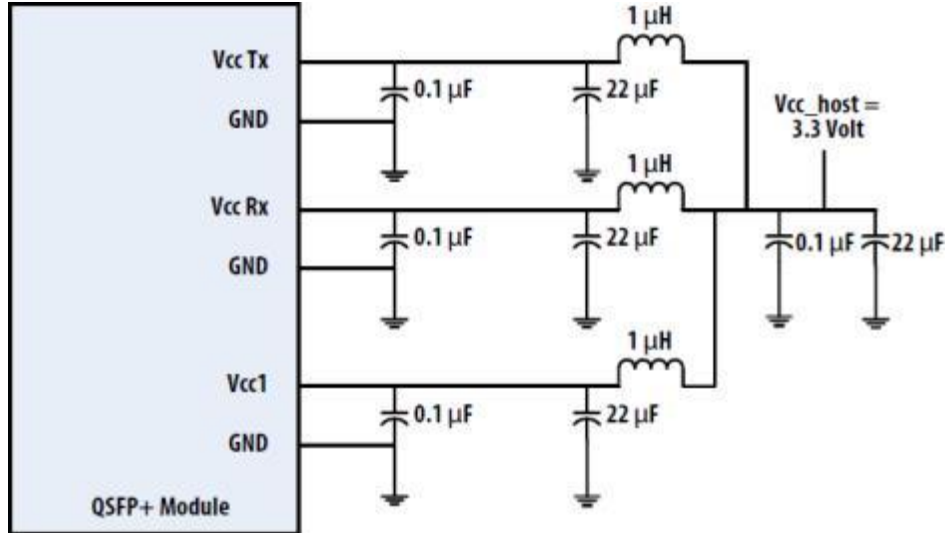 1 µH
Vcc Tx
0.1 µF
22 µF
GND
Vcc_host =
3.3 Volt
1 µH
Vcc Rx
0.1 µF
22 µF
0.1 µF
22 µF
GND
1 µH
Vcc1
0.1 µF
22 µF
GND
QSFP+ Module